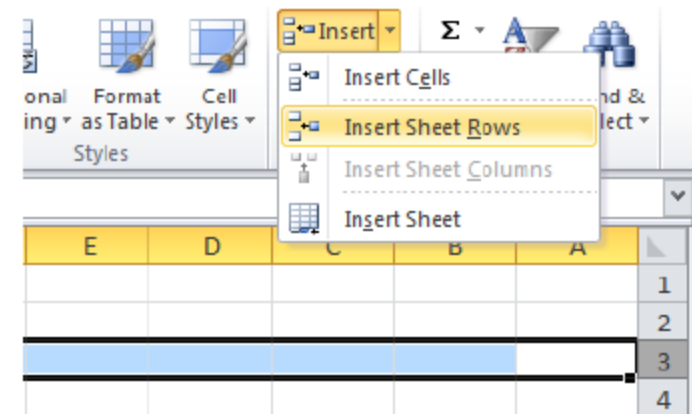 Insert
Σ
onal Format Cell
ing as Table Styles
nd &
lect
Styles
Insert Cells
Insert Sheet Rows
Insert Sheet Columns
Insert Sheet
E D C B A
1
2
3
4